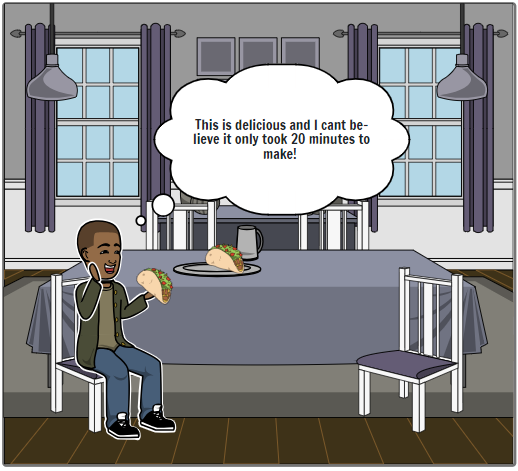 This is delicious and I cant be-
lieve it only took 20 minutes to
make!